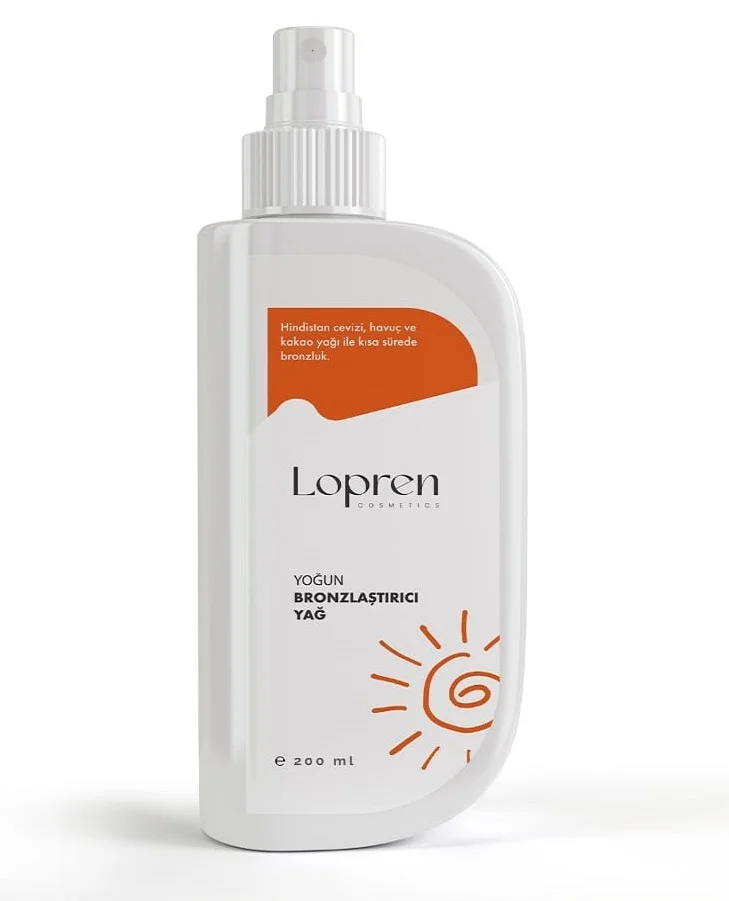 Hindistan cevizi, havuç ve
kakao yağı ile kısa sürede
bronzluk.
Lopren
COSMETICS
YOĞUN
BRONZLAŞTIRICI
YAĞ
e 200 ml